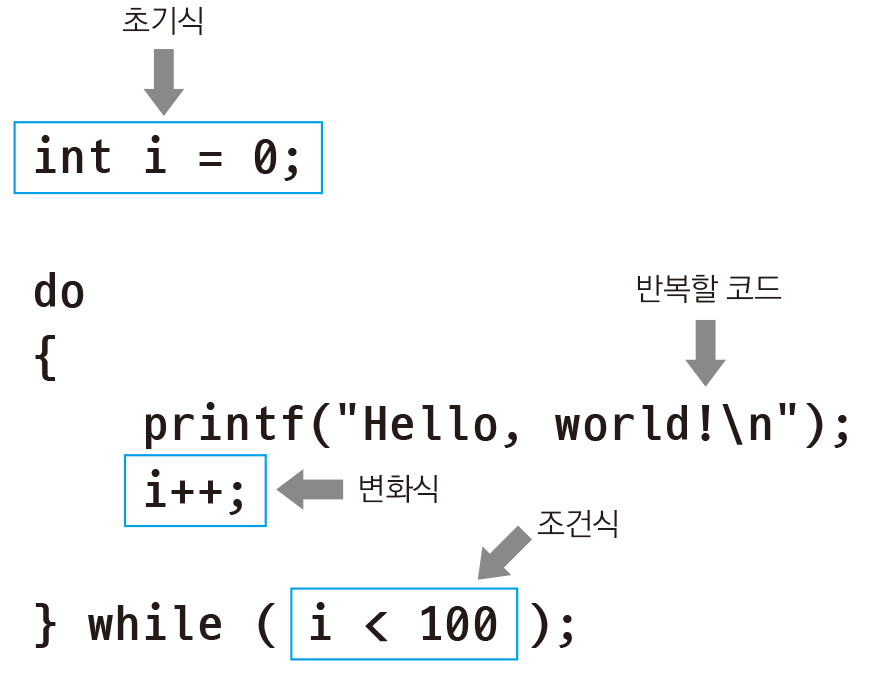 초기식
int i = 0;
do
{
반복할 코드
printf("Hello, world!\n");
i++;
변화식
조건식
} while ( i < 100 );